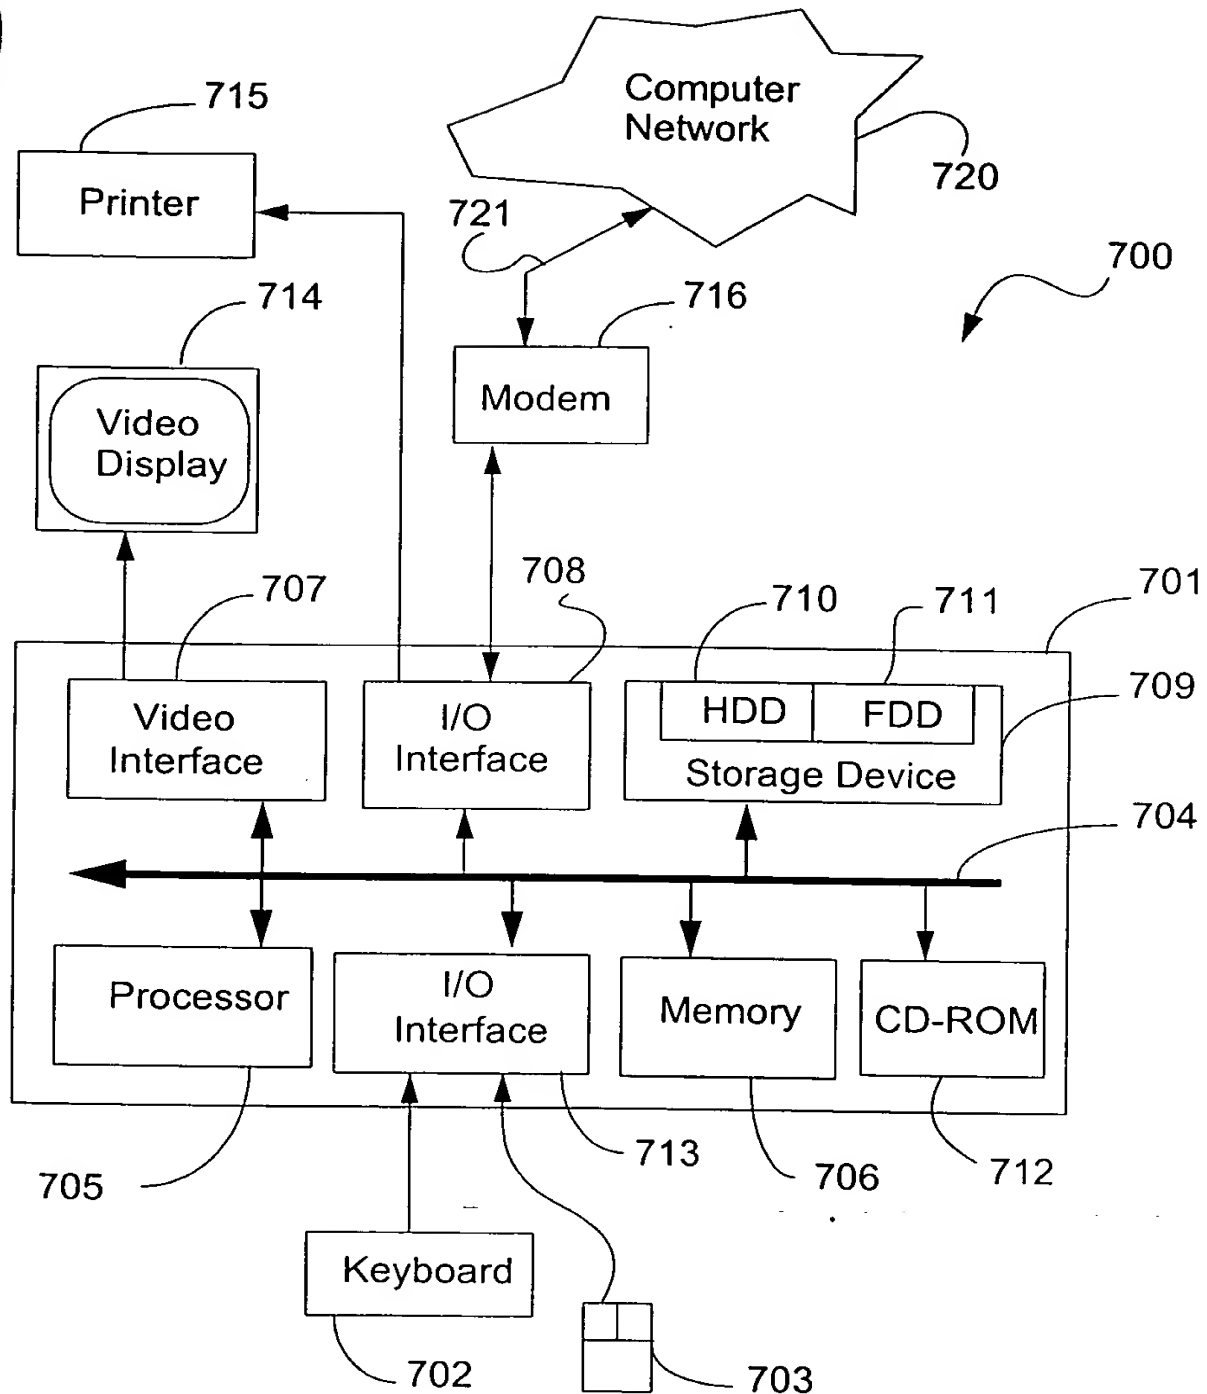 Computer
Network
715
Printer
720
721
700
714
716
Video
Display
Modem
707
708
710
711
701
709
HDD
FDD
Video
Interface
I/O
Interface
Storage Device
704
Processor
I/O
Interface
Memory
CD-ROM
705
713
706
712
Keyboard
702
703